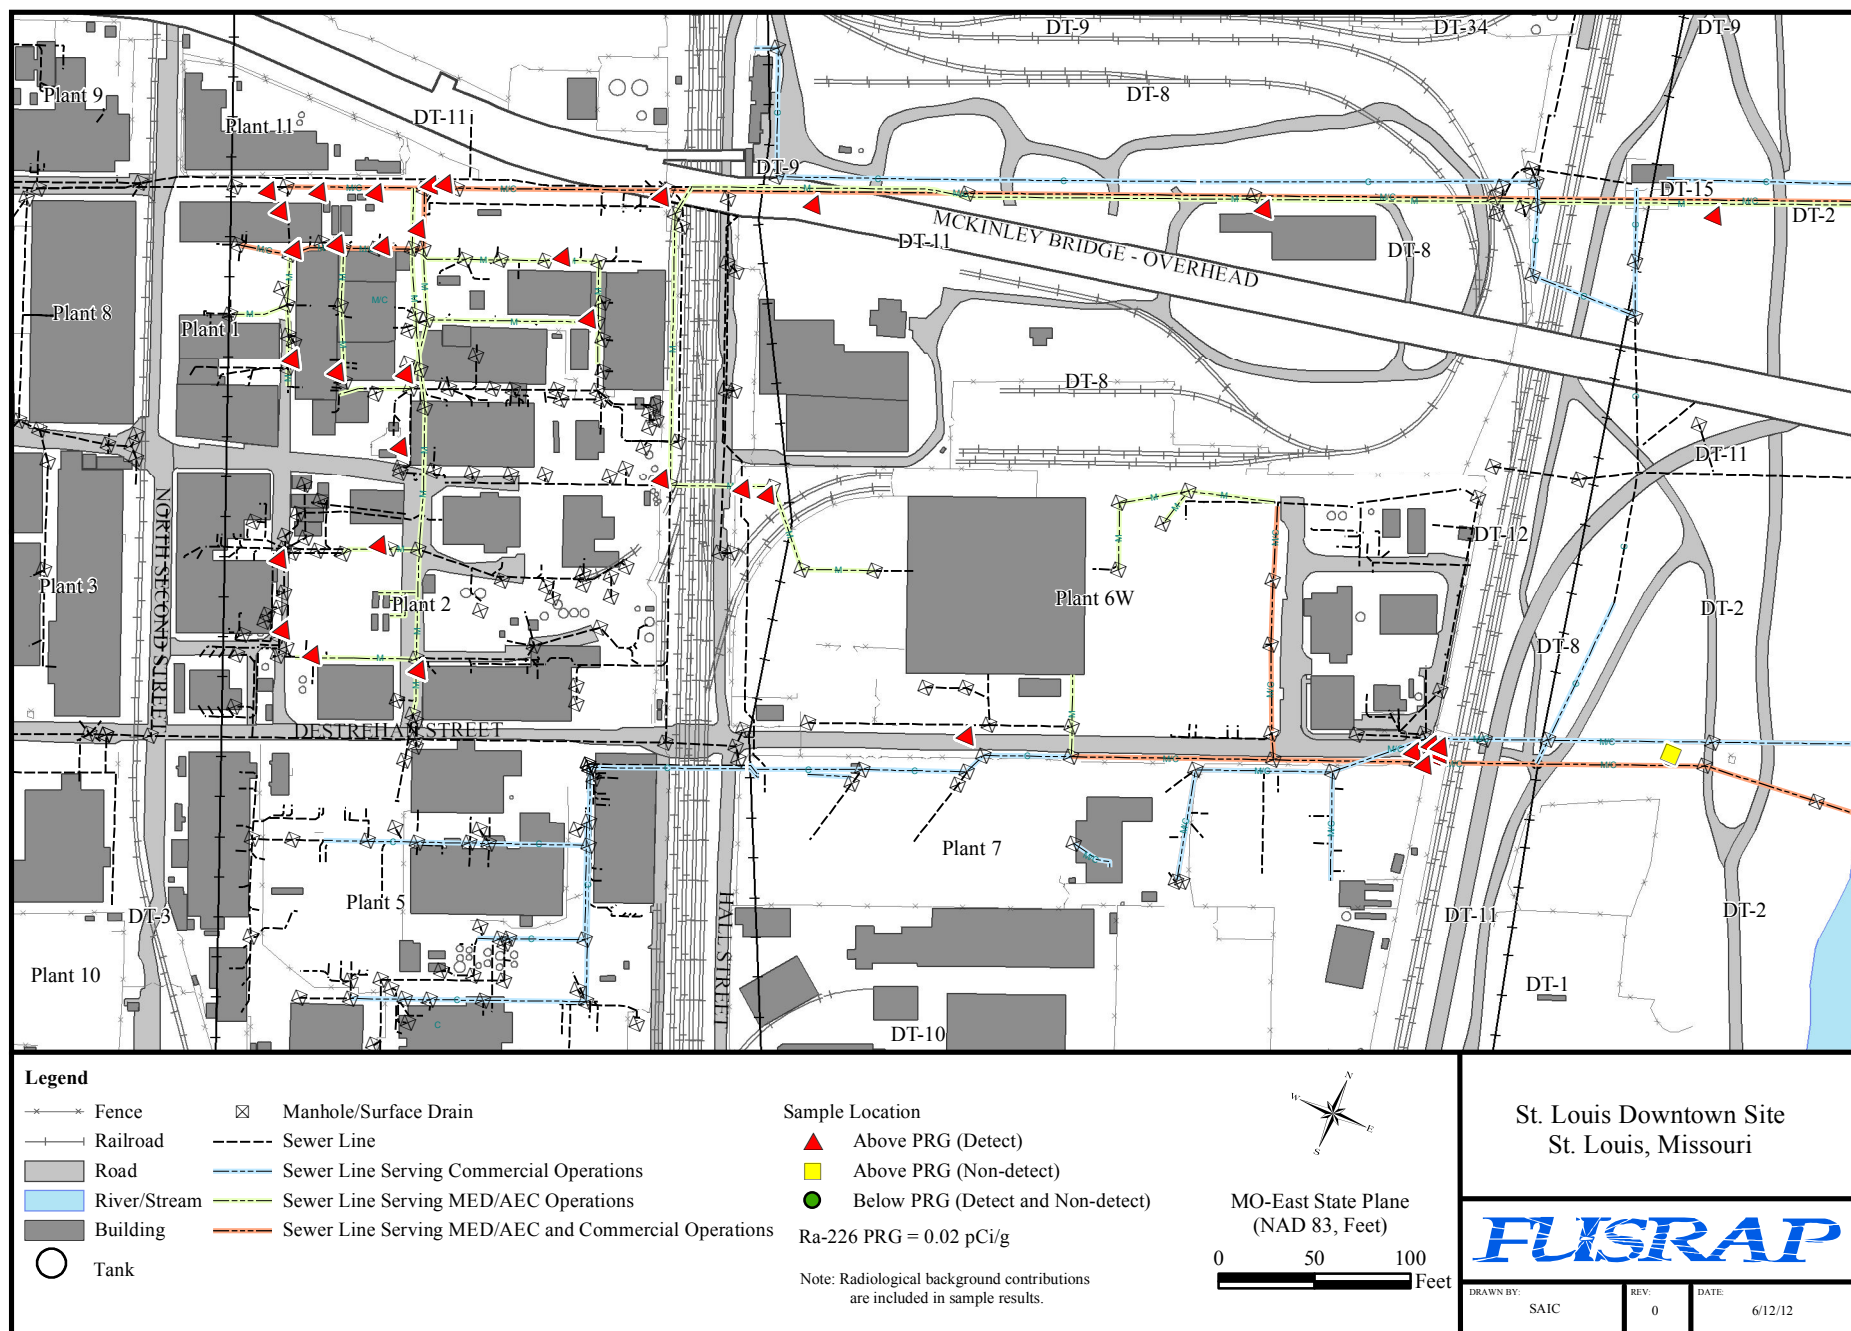 DT-9
DT-34
DT-9
Plant 9
DT-8
Plant 11
DT-11
DT-9
DT-15
DT-2
MCKINLEY BRIDGE - OVERHEAD
DT-11
DT-8
Plant 8
Plant 1
M/C
DT-8
DT-11
NORTH SECOND STREET
DT-12
Plant 3
Plant 2
Plant 6W
DT-2
DT-8
DESTREHAN STREET
Plant 7
Plant 5
DT-3
HALL STREET
DT-11
DT-2
Plant 10
DT-1
C
DT-10
Legend
Fence
Railroad
Road
River/Stream
Building
Tank
Manhole/Surface Drain
Sewer Line
Sewer Line Serving Commercial Operations
Sewer Line Serving MED/AEC Operations
Sewer Line Serving MED/AEC and Commercial Operations
Sample Location
Above PRG (Detect)
Above PRG (Non-detect)
Below PRG (Detect and Non-detect)
Ra-226 PRG = 0.02 pCi/g
Note: Radiological background contributions
are included in sample results.
N
W
E
S
MO-East State Plane
(NAD 83, Feet)
0 50 100
Feet
St. Louis Downtown Site
St. Louis, Missouri
FUSRAP
DRAWN BY:
SAIC
REV:
0
DATE:
6/12/12